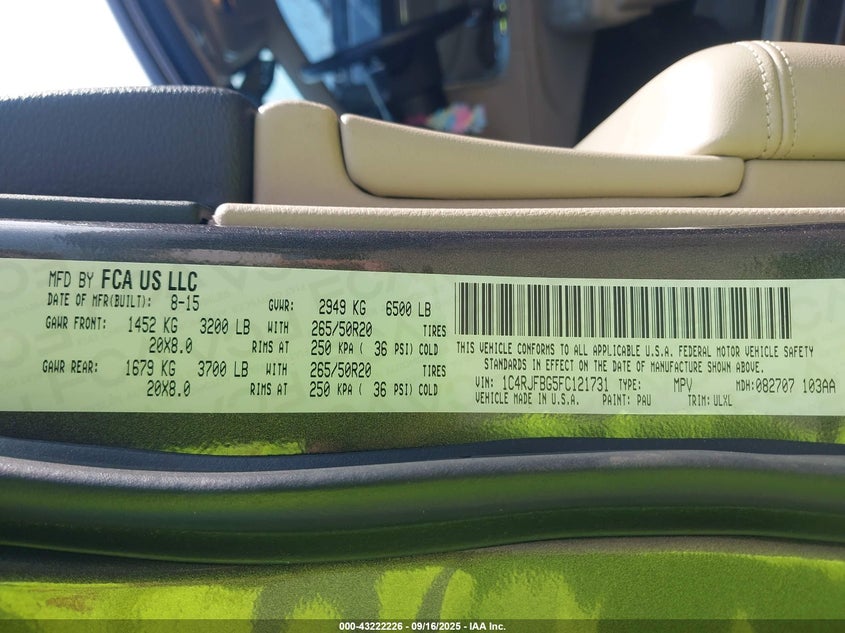 MFD BY FCA US LLC
DATE OF MFR(BUILT): 8-15 GVWR: 2949 KG 6500 LB
GAWR FRONT: 1452 KG 3200 LB WITH 265/50R20 TIRES
20X8.0 RIMS AT 250 KPA ( 36 PSI) COLD
GAWR REAR: 1679 KG 3700 LB WITH 265/50R20 TIRES
20X8.0 RIMS AT 250 KPA ( 36 PSI) COLD
THIS VEHICLE CONFORMS TO ALL APPLICABLE U.S.A. FEDERAL MOTOR VEHICLE SAFETY
STANDARDS IN EFFECT ON THE DATE OF MANUFACTURE SHOWN ABOVE.
VIN: 1C4RJFBG5FC121731 TYPE: MPV MDH:082707 103AA
VEHICLE MADE IN U.S.A. PAINT: PAU TRIM: ULXL
000-43222226 - 09/16/2025 - IAA Inc.